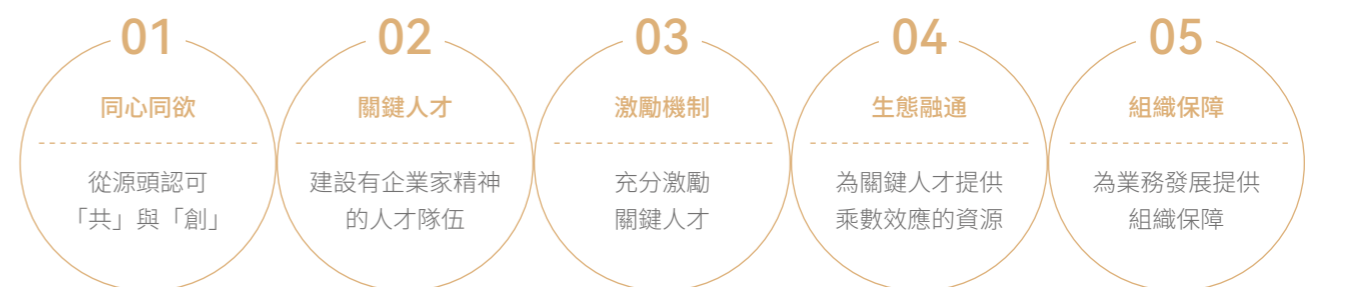 01
同心同欲
從源頭認可
「共」與「創」
02
關鍵人才
建設有企業家精神
的人才隊伍
03
激勵機制
充分激勵
關鍵人才
04
生態融通
為關鍵人才提供
乘數效應的資源
05
組織保障
為業務發展提供
組織保障